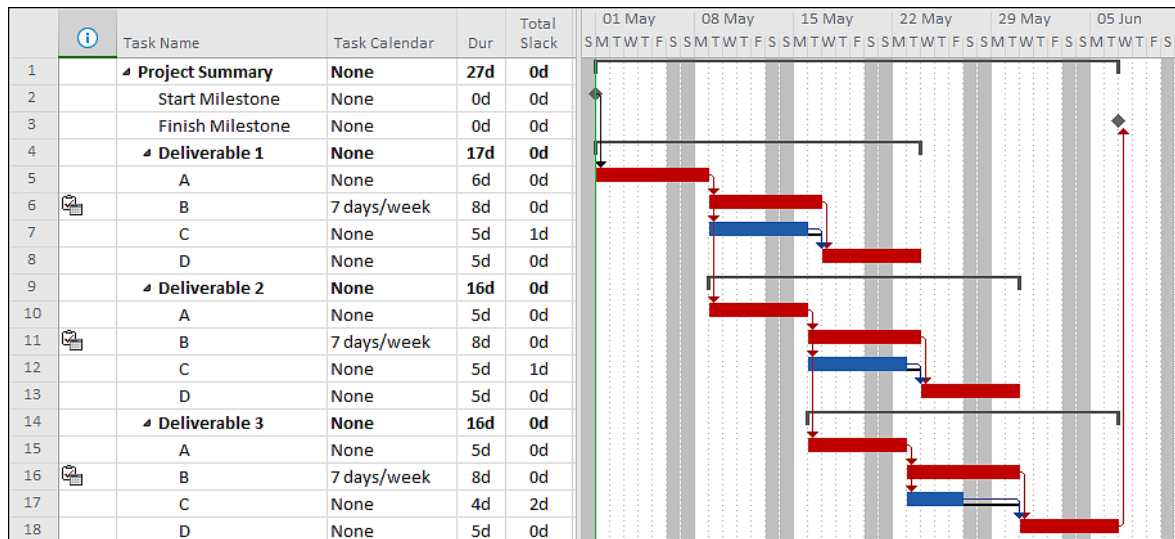 Total 01 May 08 May 15 May 22 May 29 May 05 Jun
Task Name Task Calendar Dur Slack S M T W T F S S M T W T F S S M T W T F S S M T W T F S S M T W T F S S M T W T F S
1 Project Summary None 27d 0d
2 Start Milestone None 0d 0d
3 Finish Milestone None 0d 0d
4 Deliverable 1 None 17d 0d
5 A None 6d 0d
6 B 7 days/week 8d 0d
7 C None 5d 1d
8 D None 5d 0d
9 Deliverable 2 None 16d 0d
10 A None 5d 0d
11 B 7 days/week 8d 0d
12 C None 5d 1d
13 D None 5d 0d
14 Deliverable 3 None 16d 0d
15 A None 5d 0d
16 B 7 days/week 8d 0d
17 C None 4d 2d
18 D None 5d 0d